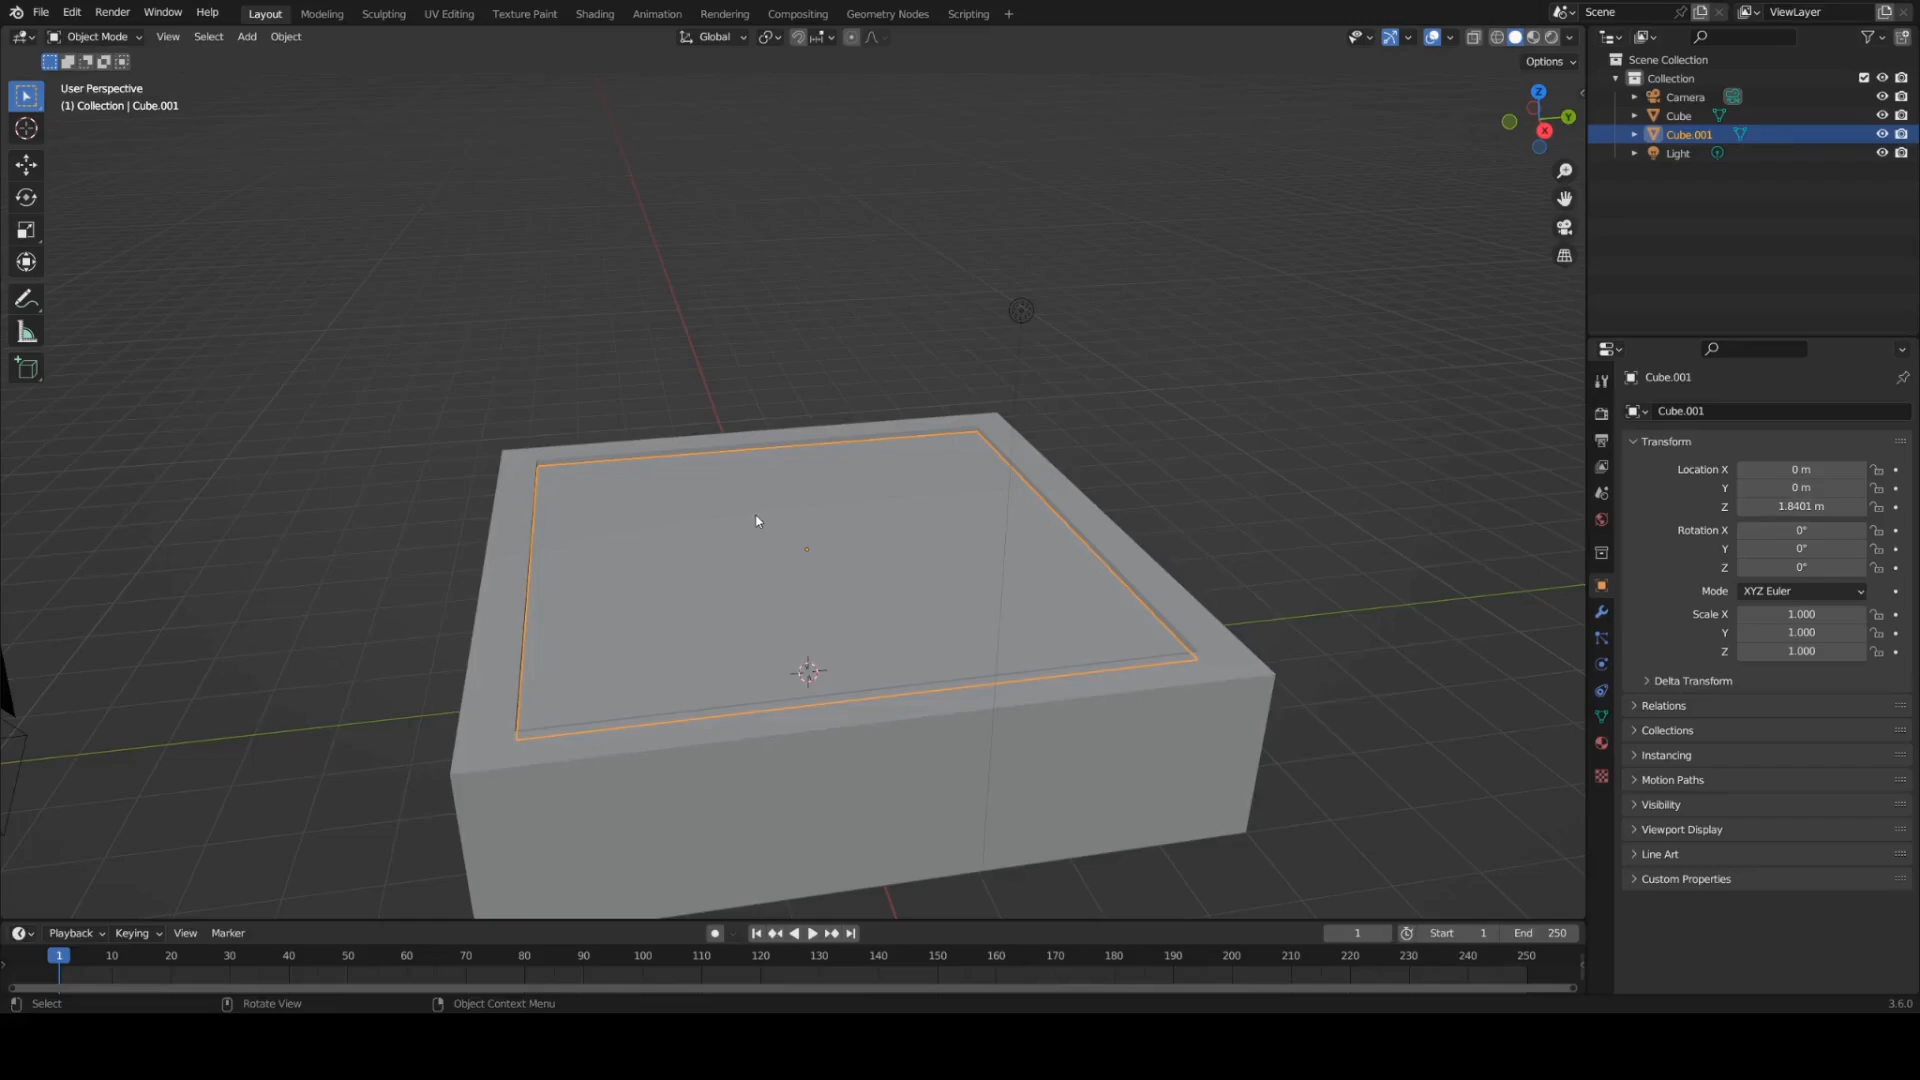 File Edit Render Window Help Layout Modeling Sculpting UV Editing Texture Paint Shading Animation Rendering Compositing Geometry Nodes Scripting + Scene ViewLayer
Object Mode View Select Add Object Global
Options
User Perspective
(1) Collection | Cube.001
Z
Y
X
Scene Collection
Collection
Camera
Cube
Cube.001
Light
Cube.001
Cube.001
Transform
Location X 0 m
Y 0 m
Z 1.8401 m
Rotation X 0°
Y 0°
Z 0°
Mode XYZ Euler
Scale X 1.000
Y 1.000
Z 1.000
Delta Transform
Relations
Collections
Instancing
Motion Paths
Visibility
Viewport Display
Line Art
Custom Properties
Playback Keying View Marker 1 Start 1 End 250
1 10 20 30 40 50 60 70 80 90 100 110 120 130 140 150 160 170 180 190 200 210 220 230 240 250
Select Rotate View Object Context Menu 3.6.0